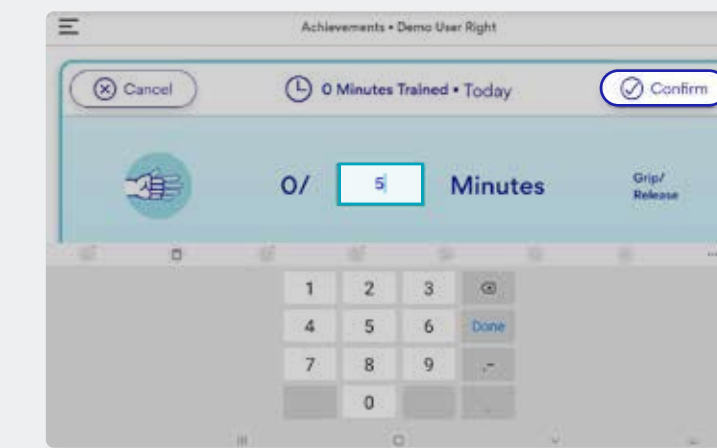 Achievements • Demo User Right
Cancel
0 Minutes Trained • Today
Confirm
0/ 5 Minutes
Grip/
Release
1 2 3
4 5 6 Done
7 8 9 .-
0